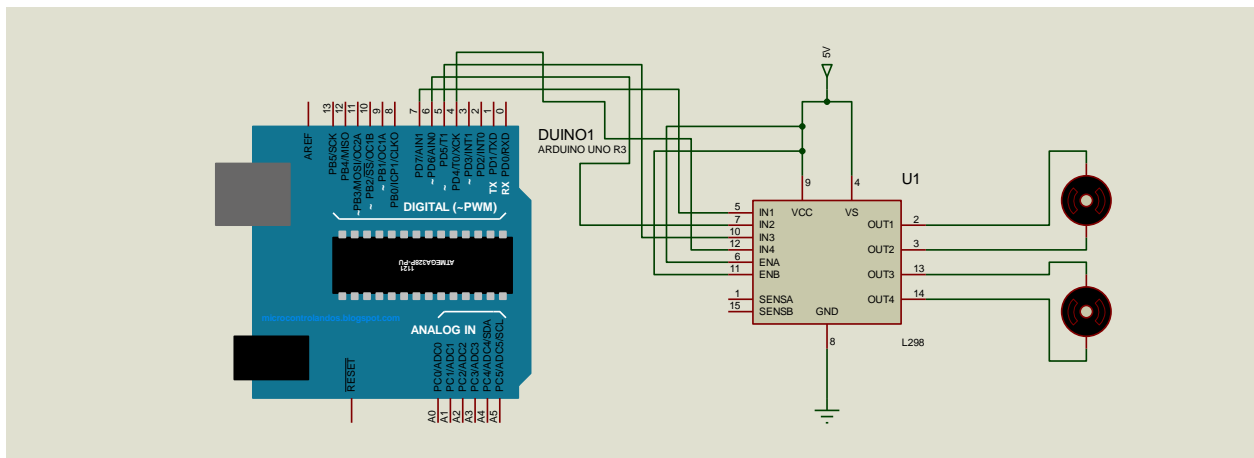 AREF
13
12
11
10
9
8
7
6
5
4
3
2
1
0
PB5/SCK
PB4/MISO
~PB3/MOSI/OC2A
~PB2/SS/OC1B
~PB1/OC1A
PB0/ICP1/CLKO
PD7/AIN1
~PD6/AIN0
~PD5/T1
PD4/T0/XCK
~PD3/INT1
PD2/INT0
TX PD1/TXD
RX PD0/RXD
DIGITAL (~PWM)
DUINO1
ARDUINO UNO R3
ATMEGA328P-PU
1121
microcontrolandos.blogspot.com
ANALOG IN
RESET
PC0/ADC0
PC1/ADC1
PC2/ADC2
PC3/ADC3
PC4/ADC4/SDA
PC5/ADC5/SCL
A0
A1
A2
A3
A4
A5
5V
9
4
U1
VCC
VS
5
IN1
7
IN2
10
IN3
12
IN4
6
ENA
11
ENB
1
SENSA
15
SENSB
OUT1
2
OUT2
3
OUT3
13
OUT4
14
GND
8
L298